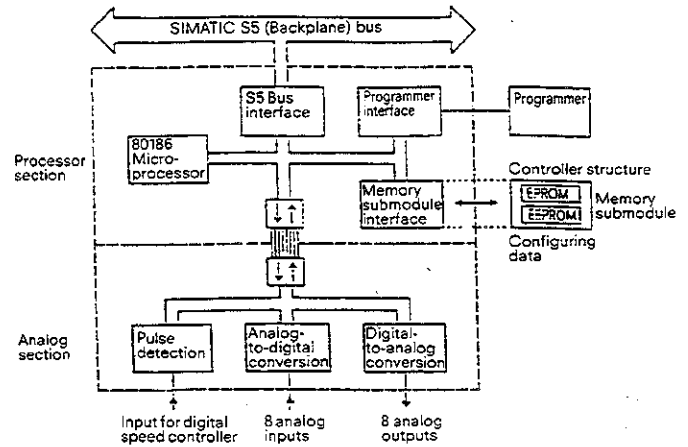 SIMATIC S5 (Backplane) bus
S5 Bus
interface
Programmer
interface
Programmer
80186
Micro-
processor
Processor
section
Controller structure
Memory
submodule
interface
EPROM
EEPROM
Memory
submodule
Configuring
data
Analog
section
Pulse
detection
Analog-
to-digital
conversion
Digital-
to-analog
conversion
Input for digital
speed controller
8 analog
inputs
8 analog
outputs